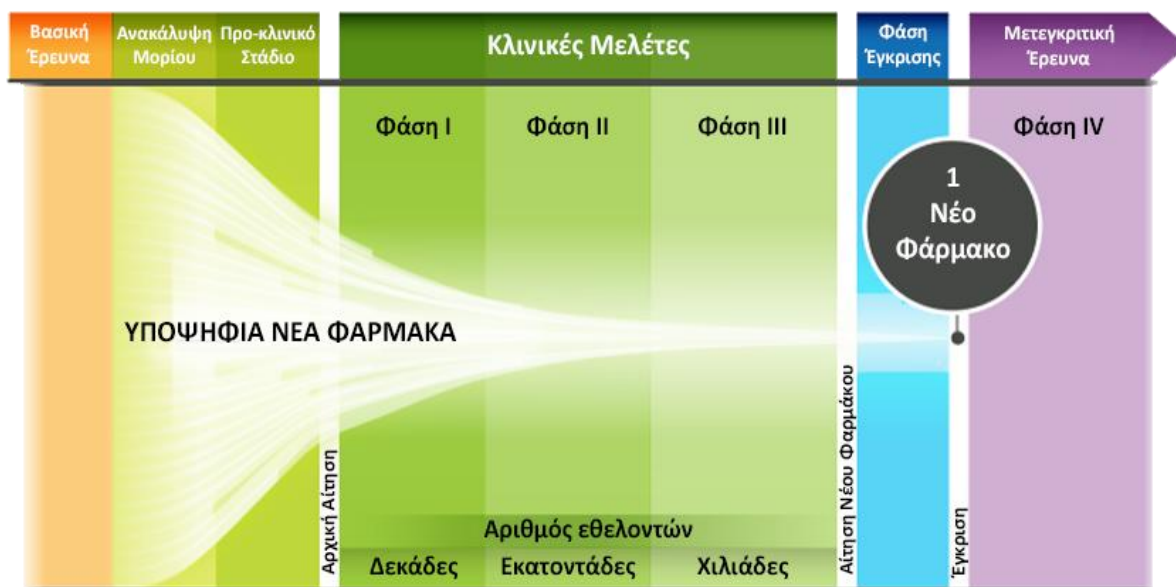 Βασική
Έρευνα
Ανακάλυψη
Μορίου
Προ-κλινικό
Στάδιο
Κλινικές Μελέτες
Φάση
Έγκρισης
Μετεγκριτική
Έρευνα
Φάση I
Φάση II
Φάση III
Φάση IV
1
Νέο
Φάρμακο
ΥΠΟΨΗΦΙΑ ΝΕΑ ΦΑΡΜΑΚΑ
Αρχική Αίτηση
Αίτηση Νέου Φαρμάκου
Έγκριση
Αριθμός εθελοντών
Δεκάδες
Εκατοντάδες
Χιλιάδες